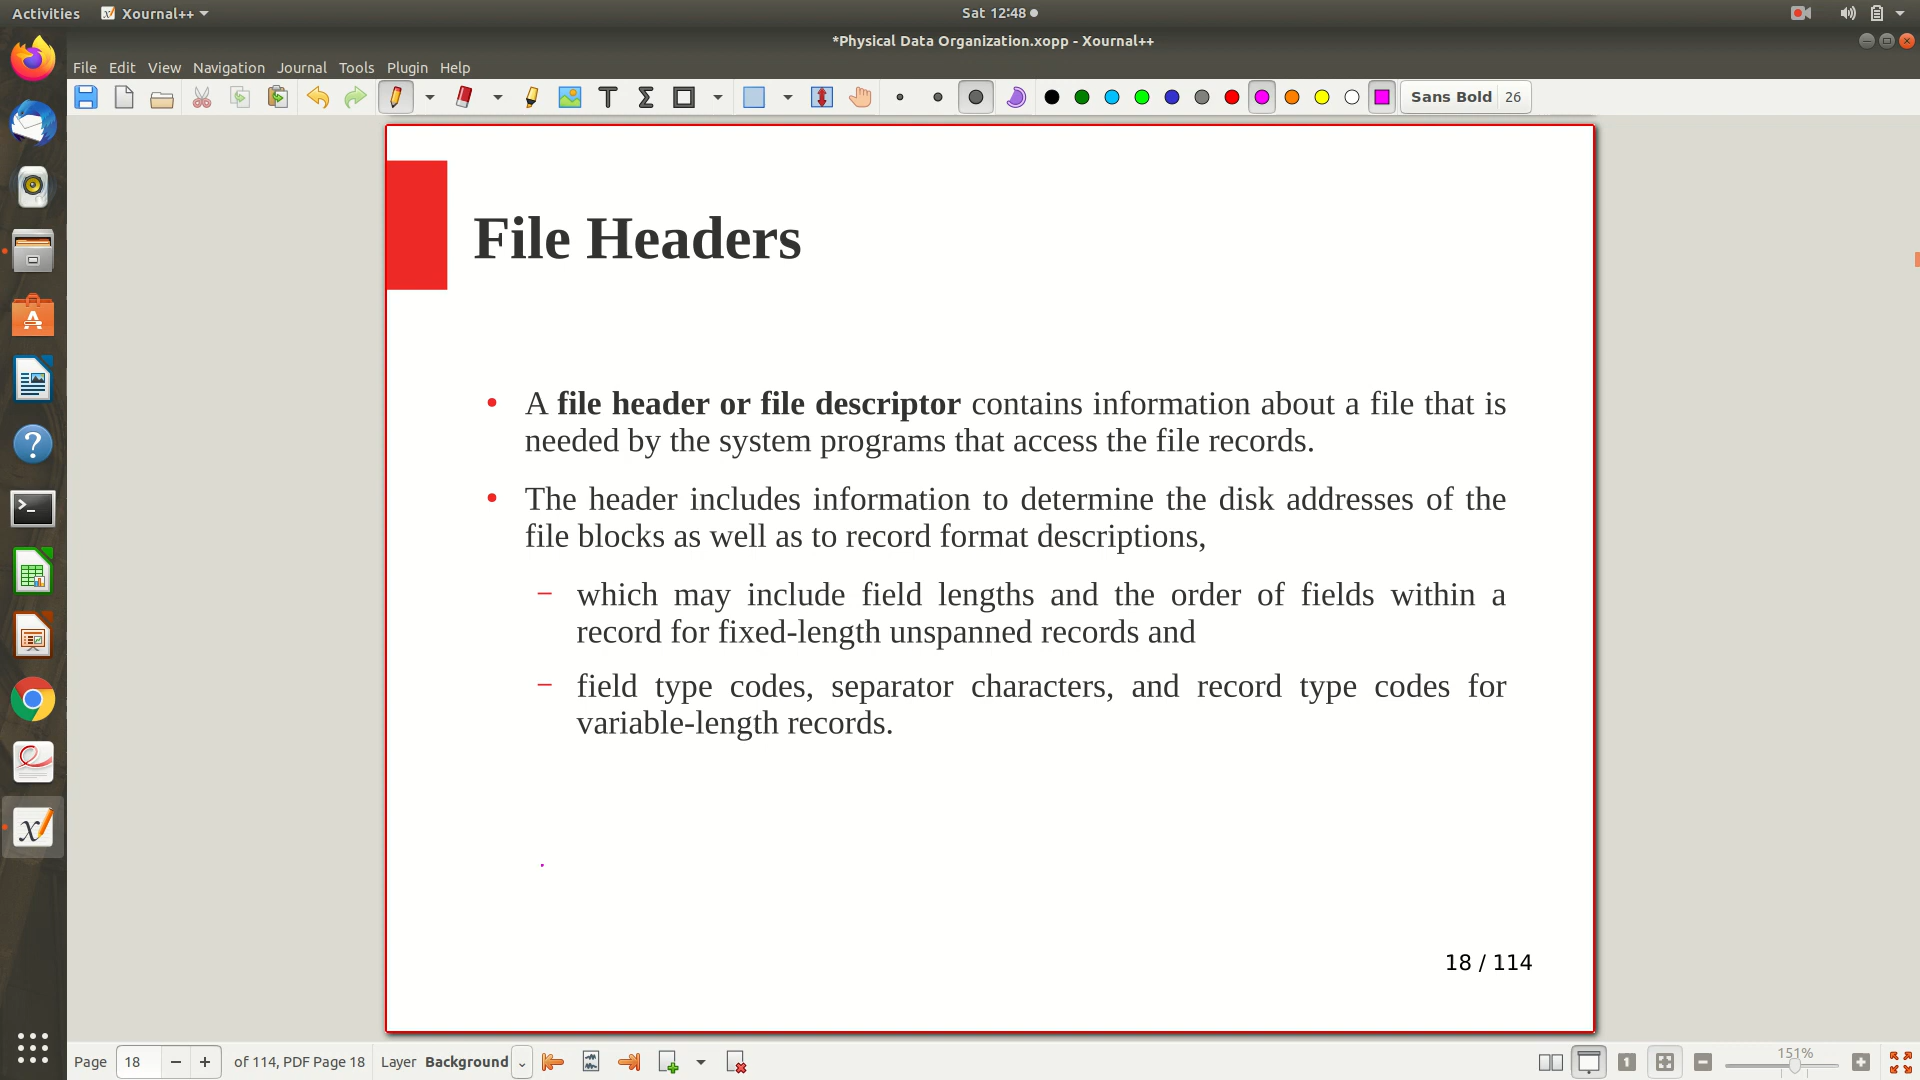 Activities Xournal++ Sat 12:48
*Physical Data Organization.xopp - Xournal++
File Edit View Navigation Journal Tools Plugin Help
Sans Bold 26
File Headers
• A file header or file descriptor contains information about a file that is
needed by the system programs that access the file records.
• The header includes information to determine the disk addresses of the
file blocks as well as to record format descriptions,
– which may include field lengths and the order of fields within a
record for fixed-length unspanned records and
– field type codes, separator characters, and record type codes for
variable-length records.
18 / 114
Page 18 of 114, PDF Page 18 Layer Background 151%